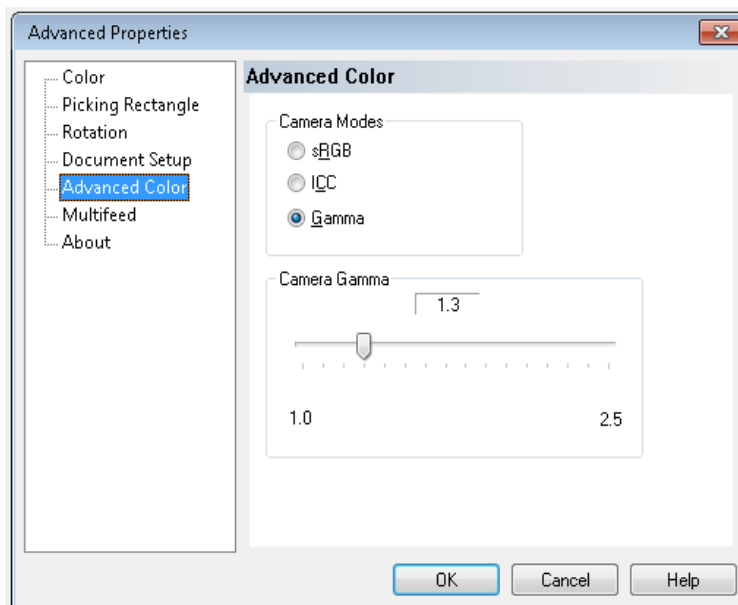 Advanced Properties
Color
Picking Rectangle
Rotation
Document Setup
Advanced Color
Multifeed
About
Advanced Color
Camera Modes
sRGB
ICC
Gamma
Camera Gamma
1.3
1.0 2.5
OK Cancel Help